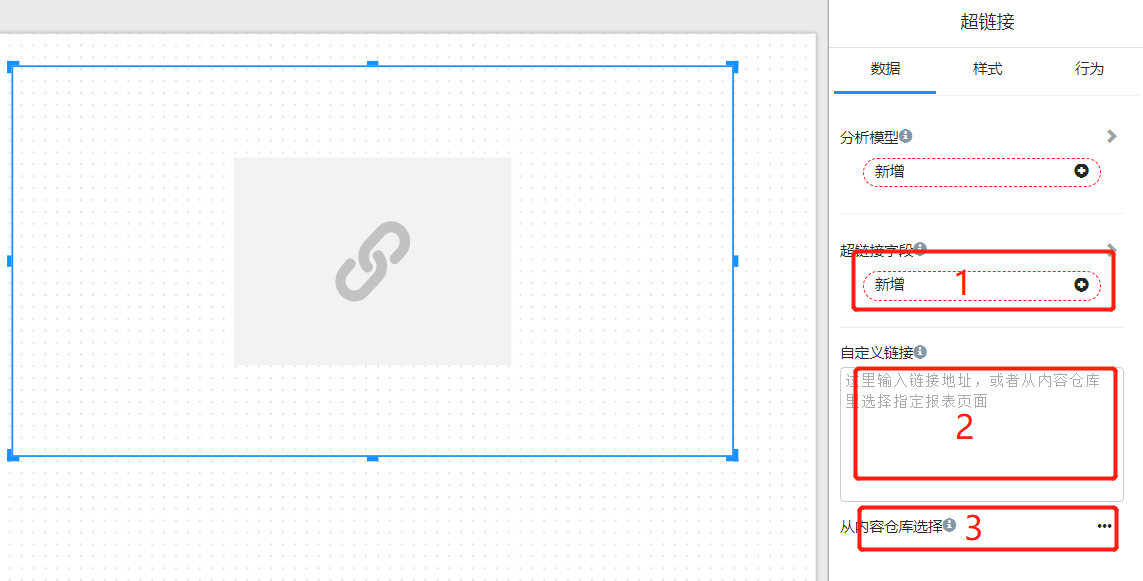 超链接
数据 样式 行为
分析模型
新增
超链接字段
新增
1
自定义链接
这里输入链接地址，或者从内容仓库
里选择指定报表页面
2
从内容仓库选择
3